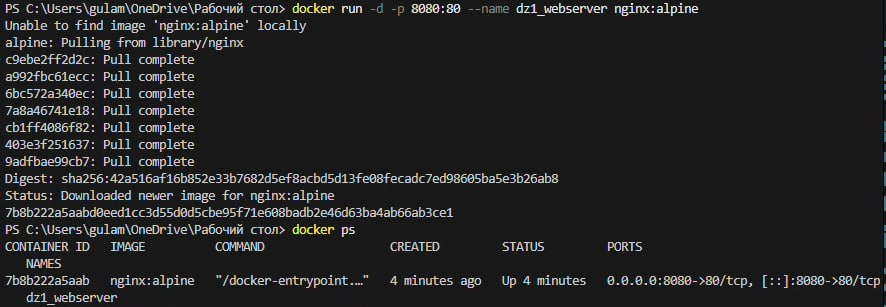 PS C:\Users\gulam\OneDrive\Рабочий стол> docker run -d -p 8080:80 --name dz1_webserver nginx:alpine
Unable to find image 'nginx:alpine' locally
alpine: Pulling from library/nginx
c9ebe2ff2d2c: Pull complete
a992fbc61ecc: Pull complete
6bc572a340ec: Pull complete
7a8a46741e18: Pull complete
cb1ff4086f82: Pull complete
403e3f251637: Pull complete
9adfbae99cb7: Pull complete
Digest: sha256:42a516af16b852e33b7682d5ef8acbd5d13fe08fecadc7ed98605ba5e3b26ab8
Status: Downloaded newer image for nginx:alpine
7b8b222a5aabd0eed1cc3d55d0d5cbe95f71e608badb2e46d63ba4ab66ab3ce1
PS C:\Users\gulam\OneDrive\Рабочий стол> docker ps
CONTAINER ID   IMAGE          COMMAND                  CREATED         STATUS         PORTS
   NAMES
7b8b222a5aab   nginx:alpine   "/docker-entrypoint.…"   4 minutes ago   Up 4 minutes   0.0.0.0:8080->80/tcp, [::]:8080->80/tcp
   dz1_webserver